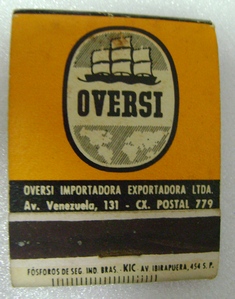 OVERSI
OVERSI IMPORTADORA EXPORTADORA LTDA.
Av. Venezuela, 131 - CX. POSTAL 779
FÓSFOROS DE SEG. IND. BRAS. - KIC. AV. IBIRAPUERA, 454 S. P.